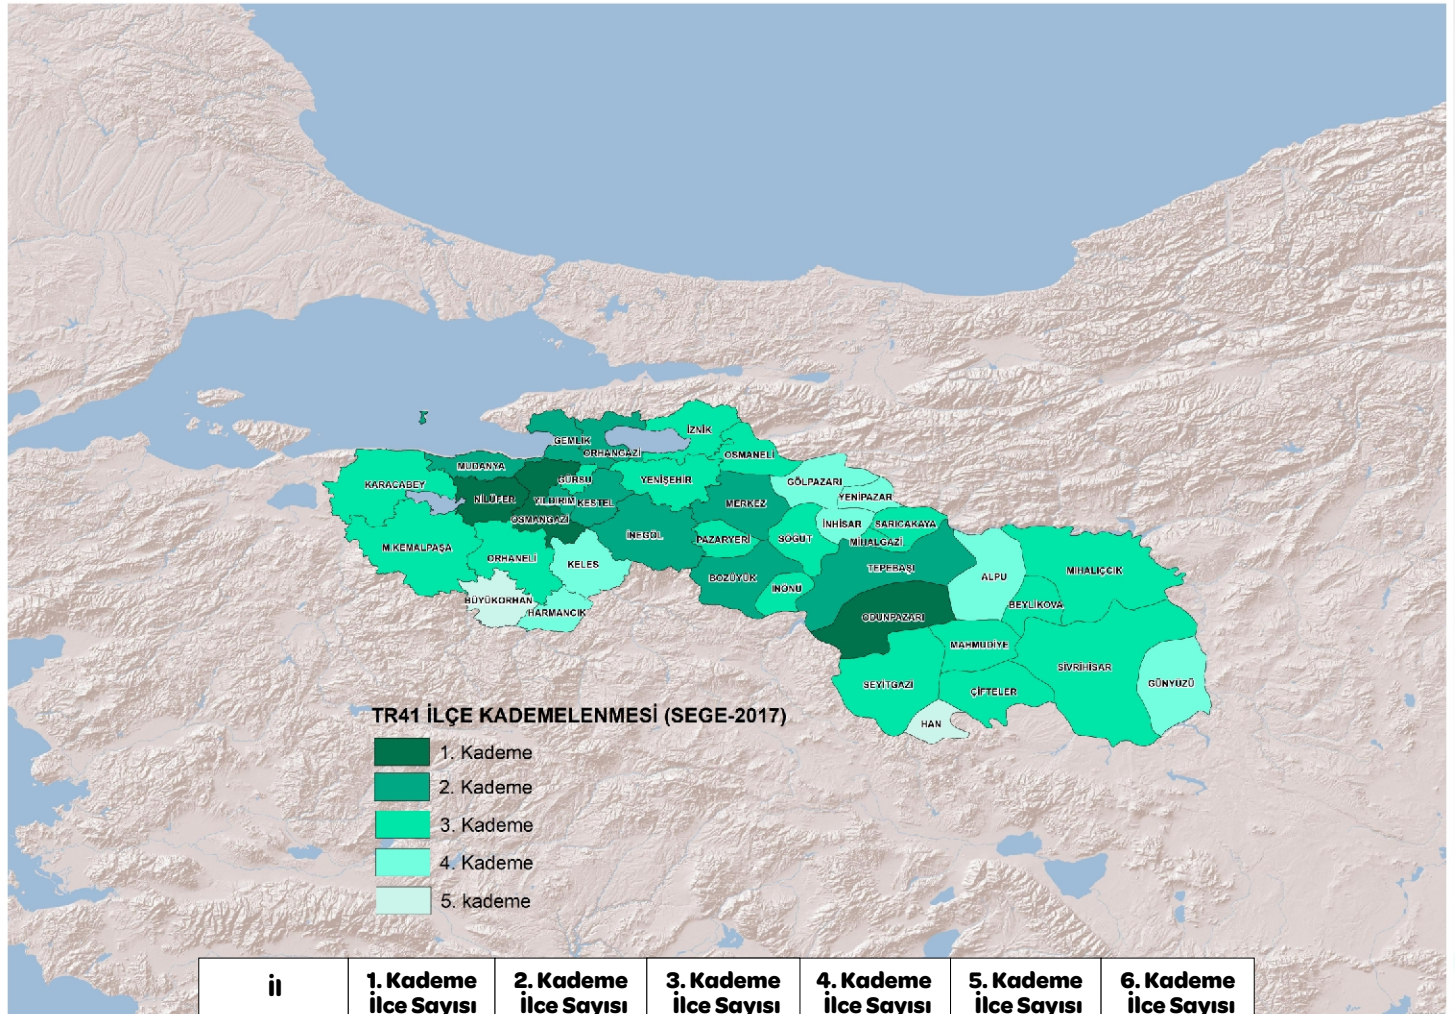 GEMLİK
ORHANGAZİ
İZNİK
OSMANELİ
MUDANYA
KARACABEY
NİLÜFER
GÜRSU
YILDIRIM
KESTEL
OSMANGAZİ
YENİŞEHİR
MERKEZ
GÖLPAZARI
YENİPAZAR
İNHİSAR
SARICAKAYA
MİHALGAZİ
M.KEMALPAŞA
ORHANELİ
KELES
İNEGÖL
PAZARYERİ
SÖĞÜT
BOZÜYÜK
İNÖNÜ
TEPEBAŞI
ALPU
MİHALIÇCIK
BEYLİKOVA
BÜYÜKORHAN
HARMANCIK
ODUNPAZARI
MAHMUDİYE
SİVRİHİSAR
SEYİTGAZİ
ÇİFTELER
GÜNYÜZÜ
HAN
TR41 İLÇE KADEMELENMESİ (SEGE-2017)
1. Kademe
2. Kademe
3. Kademe
4. Kademe
5. kademe
İl
1. Kademe İlçe Sayısı
2. Kademe İlçe Sayısı
3. Kademe İlçe Sayısı
4. Kademe İlçe Sayısı
5. Kademe İlçe Sayısı
6. Kademe İlçe Sayısı